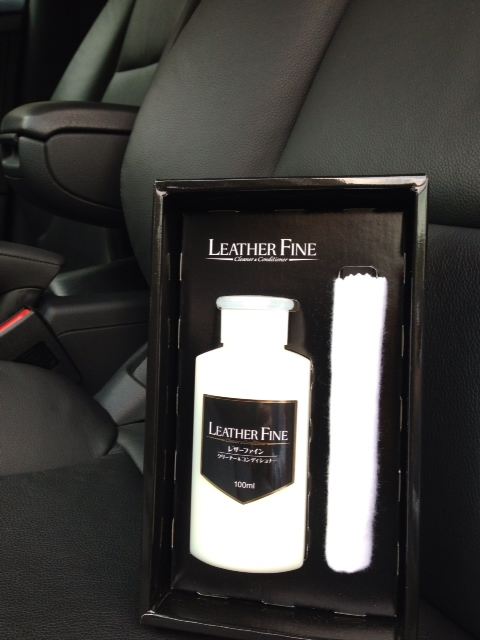 LEATHER FINE
Cleaner & Conditioner
LEATHER FINE
レザーファイン
クリーナー&コンディショナー
100ml